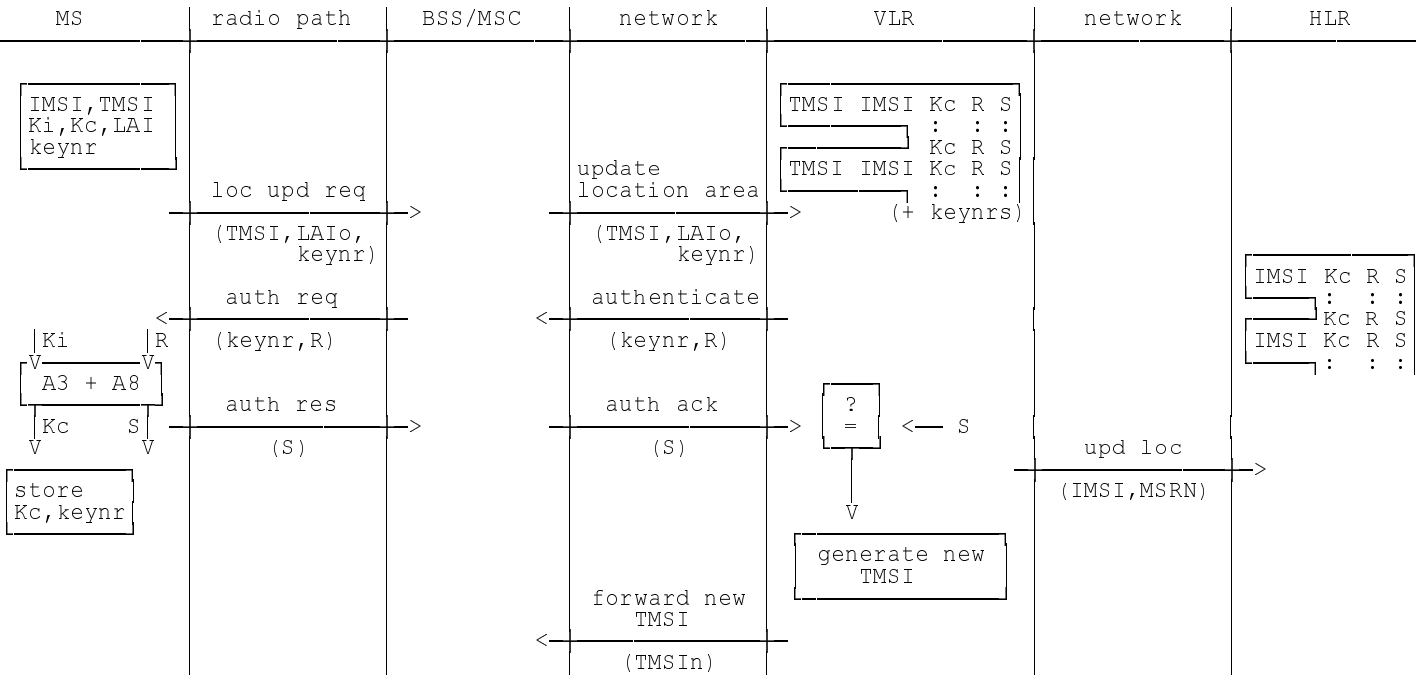 MS radio path BSS/MSC network VLR network HLR
IMSI,TMSI TMSI IMSI Kc R S
Ki,Kc,LAI : : :
keynr Kc R S
update TMSI IMSI Kc R S
loc upd req location area : : :
> > (+ keynrs)
(TMSI,LAIo, (TMSI,LAIo,
keynr) keynr)
IMSI Kc R S
auth req authenticate : : :
< < Kc R S
Ki R (keynr,R) (keynr,R) IMSI Kc R S
V V : : :
A3 + A8
auth res auth ack ?
Kc S > > = < S
V V (S) (S) upd loc
>
store (IMSI,MSRN)
Kc,keynr V
generate new
TMSI
forward new
TMSI
<
(TMSIn)